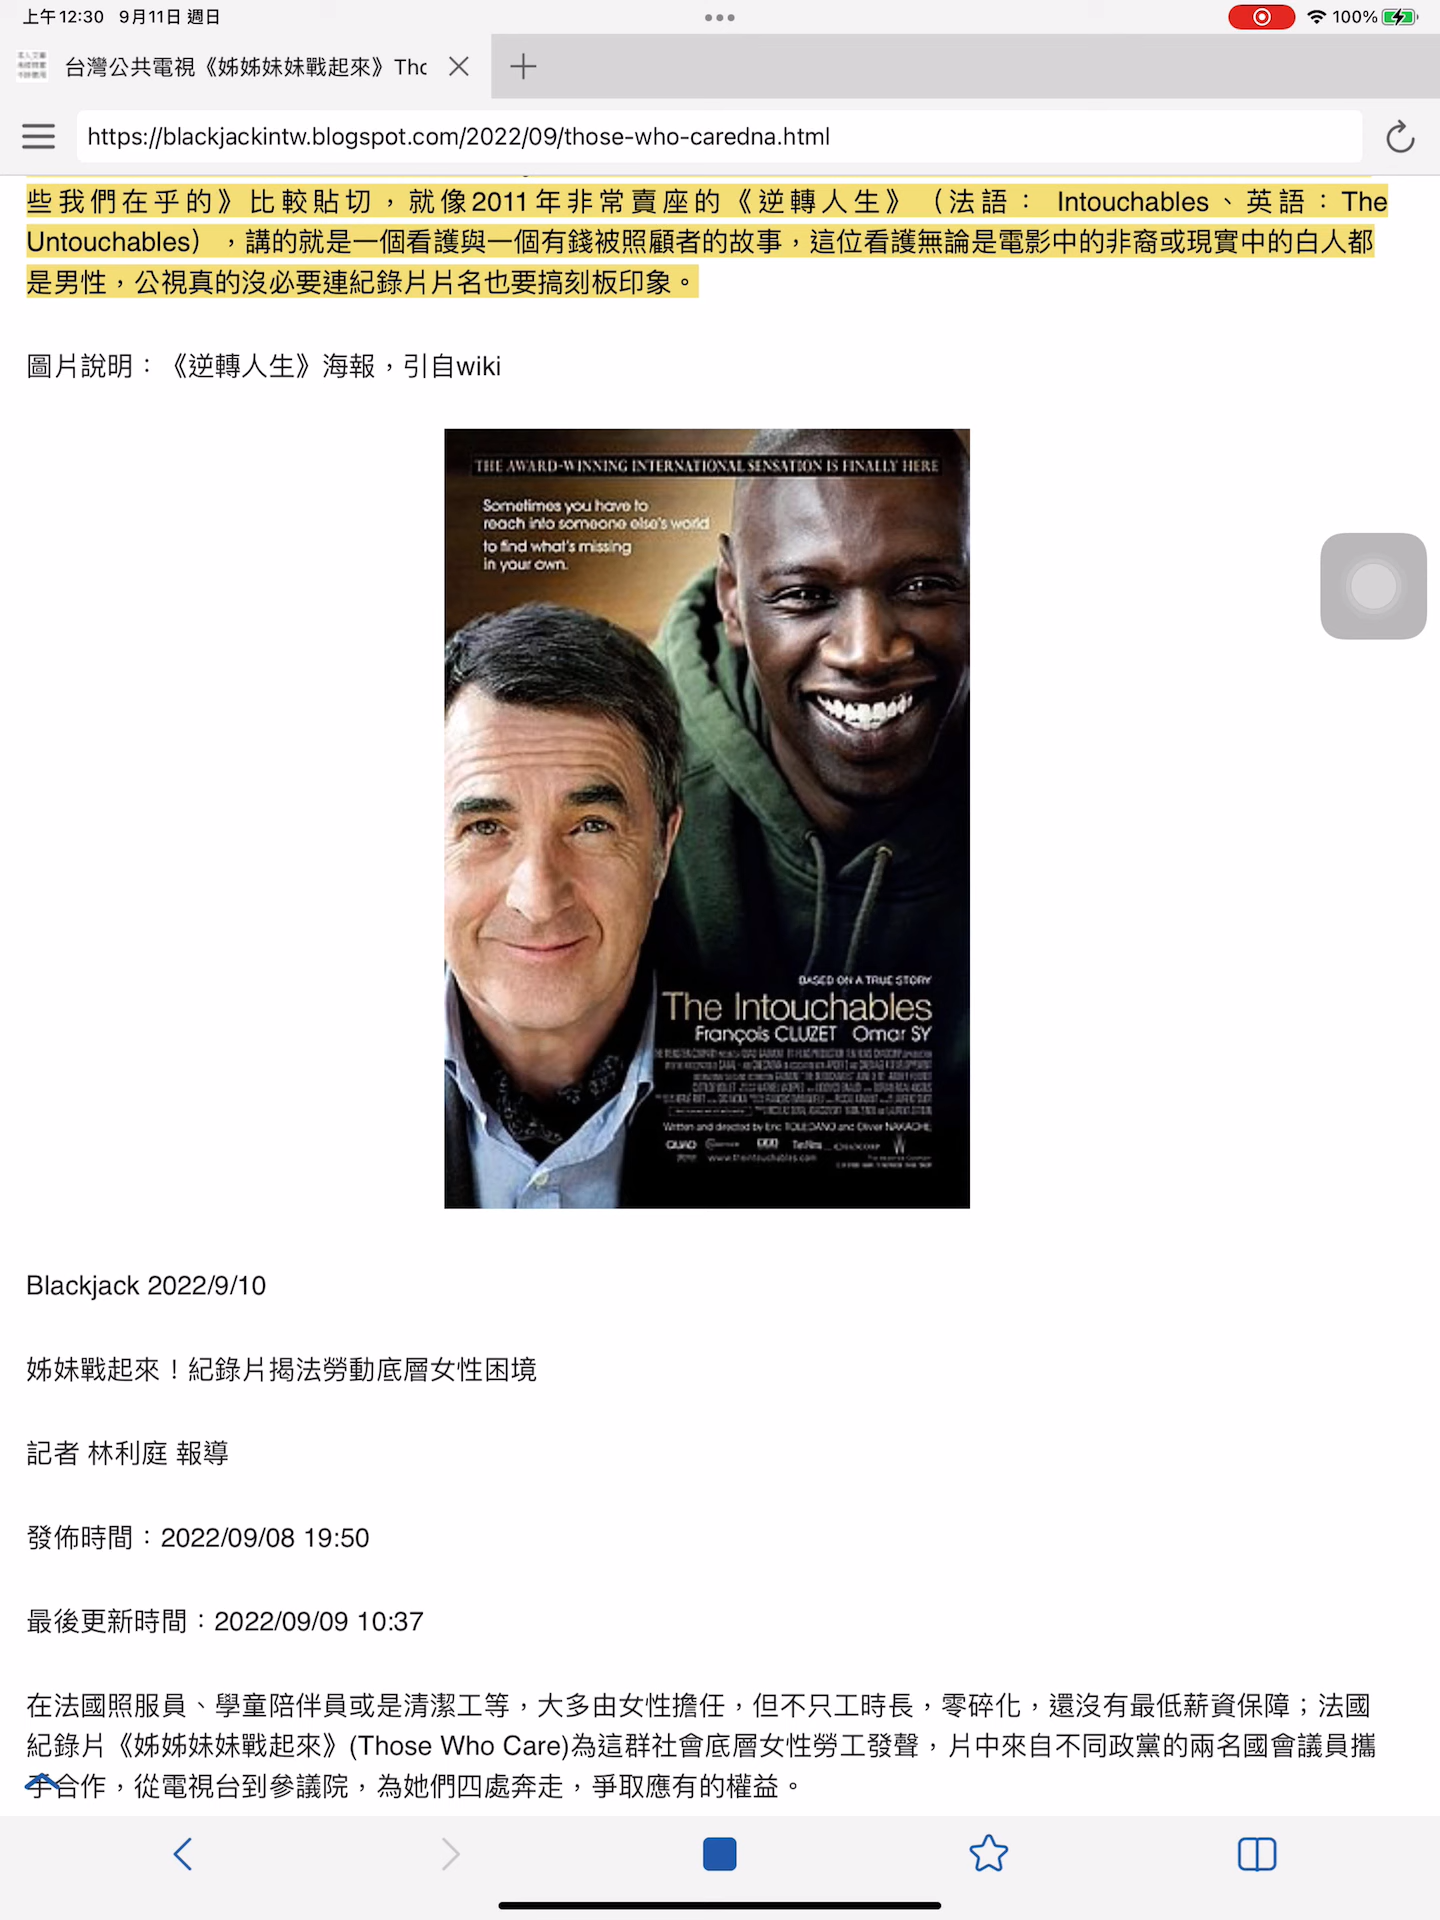 上午12:30 9月11日 週日
100%
台灣公共電視《姊姊妹妹戰起來》Tho
https://blackjackintw.blogspot.com/2022/09/those-who-caredna.html
些我們在乎的》比較貼切，就像2011年非常賣座的《逆轉人生》（法語： Intouchables、英語：The
Untouchables），講的就是一個看護與一個有錢被照顧者的故事，這位看護無論是電影中的非裔或現實中的白人都
是男性，公視真的沒必要連紀錄片片名也要搞刻板印象。
圖片說明：《逆轉人生》海報，引自wiki
THE AWARD-WINNING INTERNATIONAL SENSATION IS FINALLY HERE
Sometimes you have to
reach into someone else's world
to find what's missing
in your own.
BASED ON A TRUE STORY
The Intouchables
François CLUZET Omar SY
Written and directed by Eric TOLEDANO and Olivier NAKACHE
QUAD
www.theintouchables.com
Blackjack 2022/9/10
姊妹戰起來！紀錄片揭法勞動底層女性困境
記者 林利庭 報導
發佈時間：2022/09/08 19:50
最後更新時間：2022/09/09 10:37
在法國照服員、學童陪伴員或是清潔工等，大多由女性擔任，但不只工時長，零碎化，還沒有最低薪資保障；法國
紀錄片《姊姊妹妹戰起來》(Those Who Care)為這群社會底層女性勞工發聲，片中來自不同政黨的兩名國會議員攜
手合作，從電視台到參議院，為她們四處奔走，爭取應有的權益。